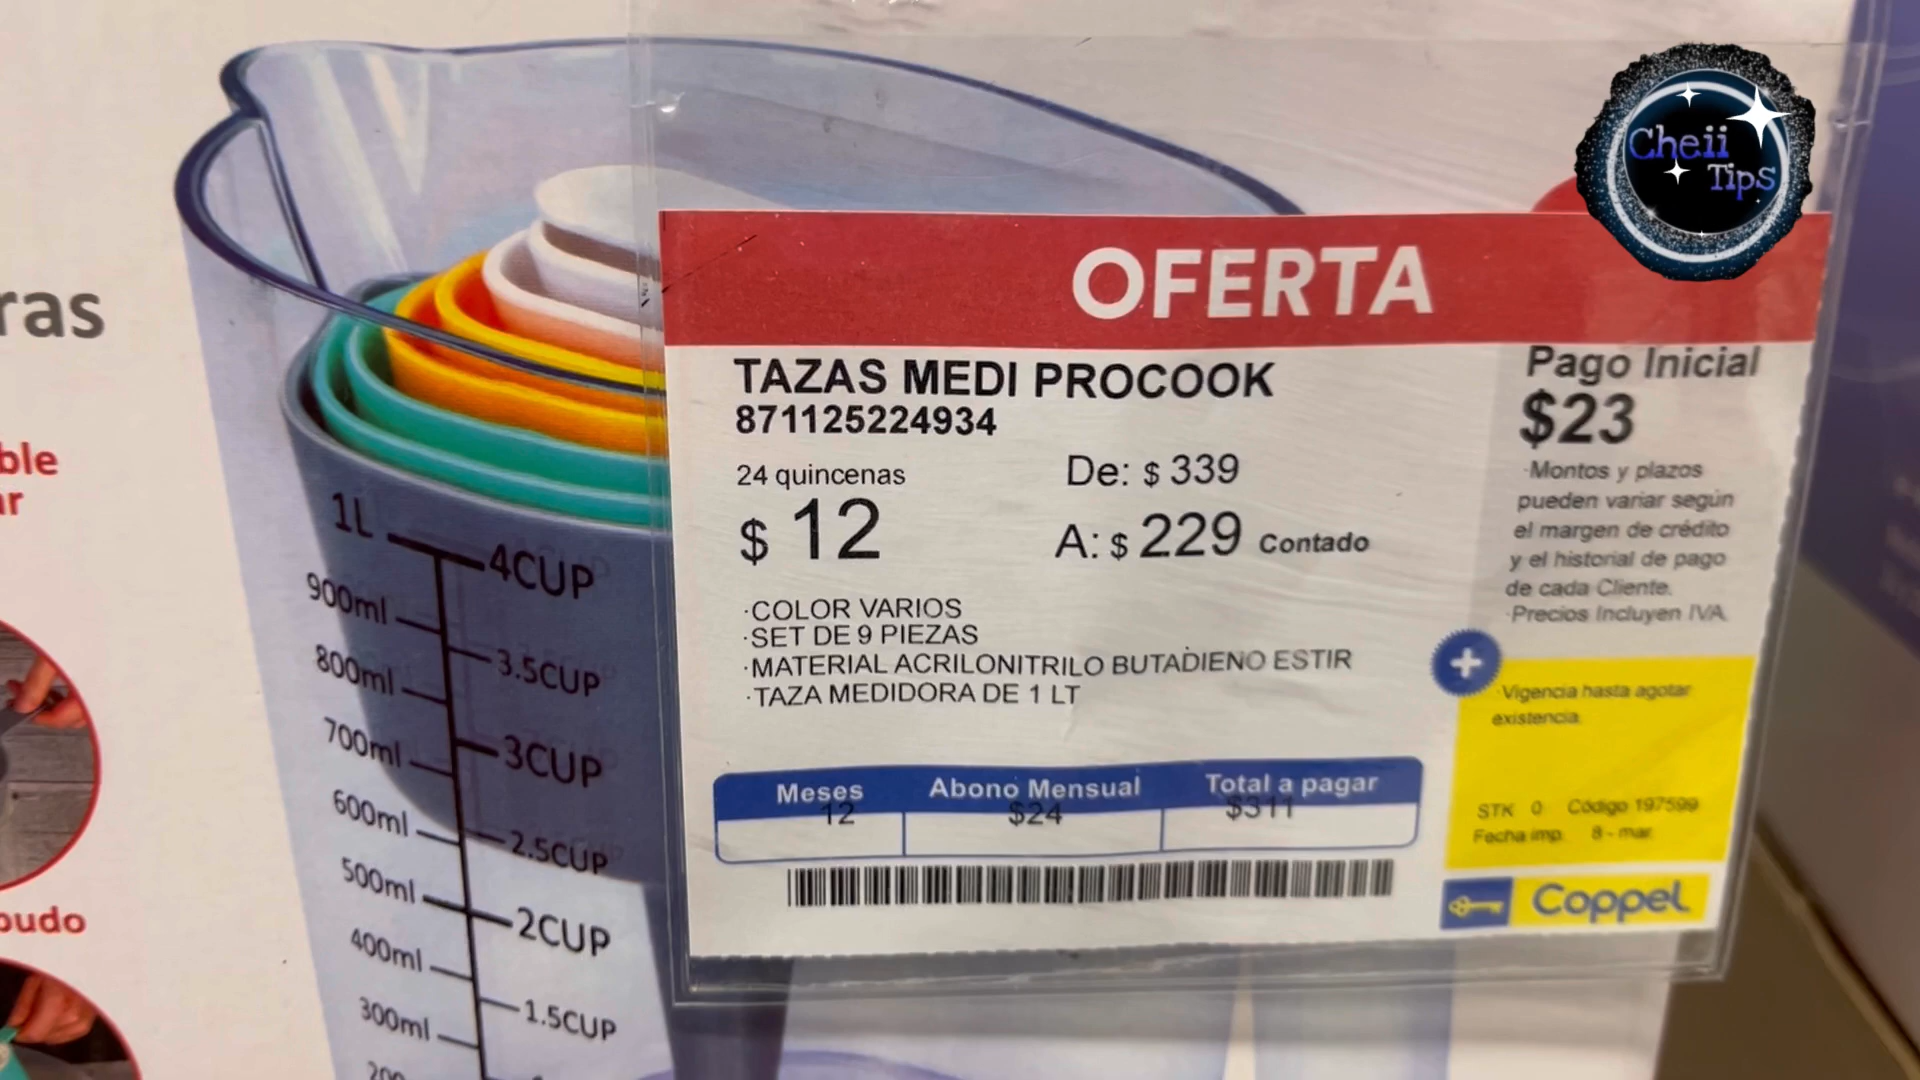 Cheii
Tips
OFERTA
TAZAS MEDI PROCOOK
871125224934
24 quincenas
$ 12
De: $ 339
A: $ 229 Contado
·COLOR VARIOS
·SET DE 9 PIEZAS
·MATERIAL ACRILONITRILO BUTADIENO ESTIR
·TAZA MEDIDORA DE 1 LT
Pago Inicial
$23
·Montos y plazos
pueden variar según
el margen de crédito
y el historial de pago
de cada Cliente.
·Precios Incluyen IVA.
+
·Vigencia hasta agotar
existencia
STK 0 Código 197599
Fecha imp. 8-mar.
Coppel
Meses Abono Mensual Total a pagar
12 $24 $311
ras
ble
ar
oudo
1L
4CUP
900ml
3.5CUP
800ml
700ml
3CUP
600ml
2.5CUP
500ml
2CUP
400ml
1.5CUP
300ml